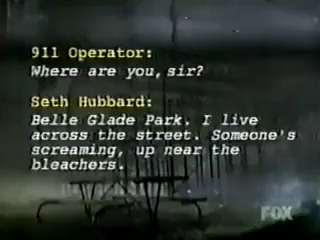 911 Operator:
Where are you, sir?
Seth Hubbard:
Belle Glade Park. I live
across the street. Someone's
screaming, up near the
bleachers.
FOX